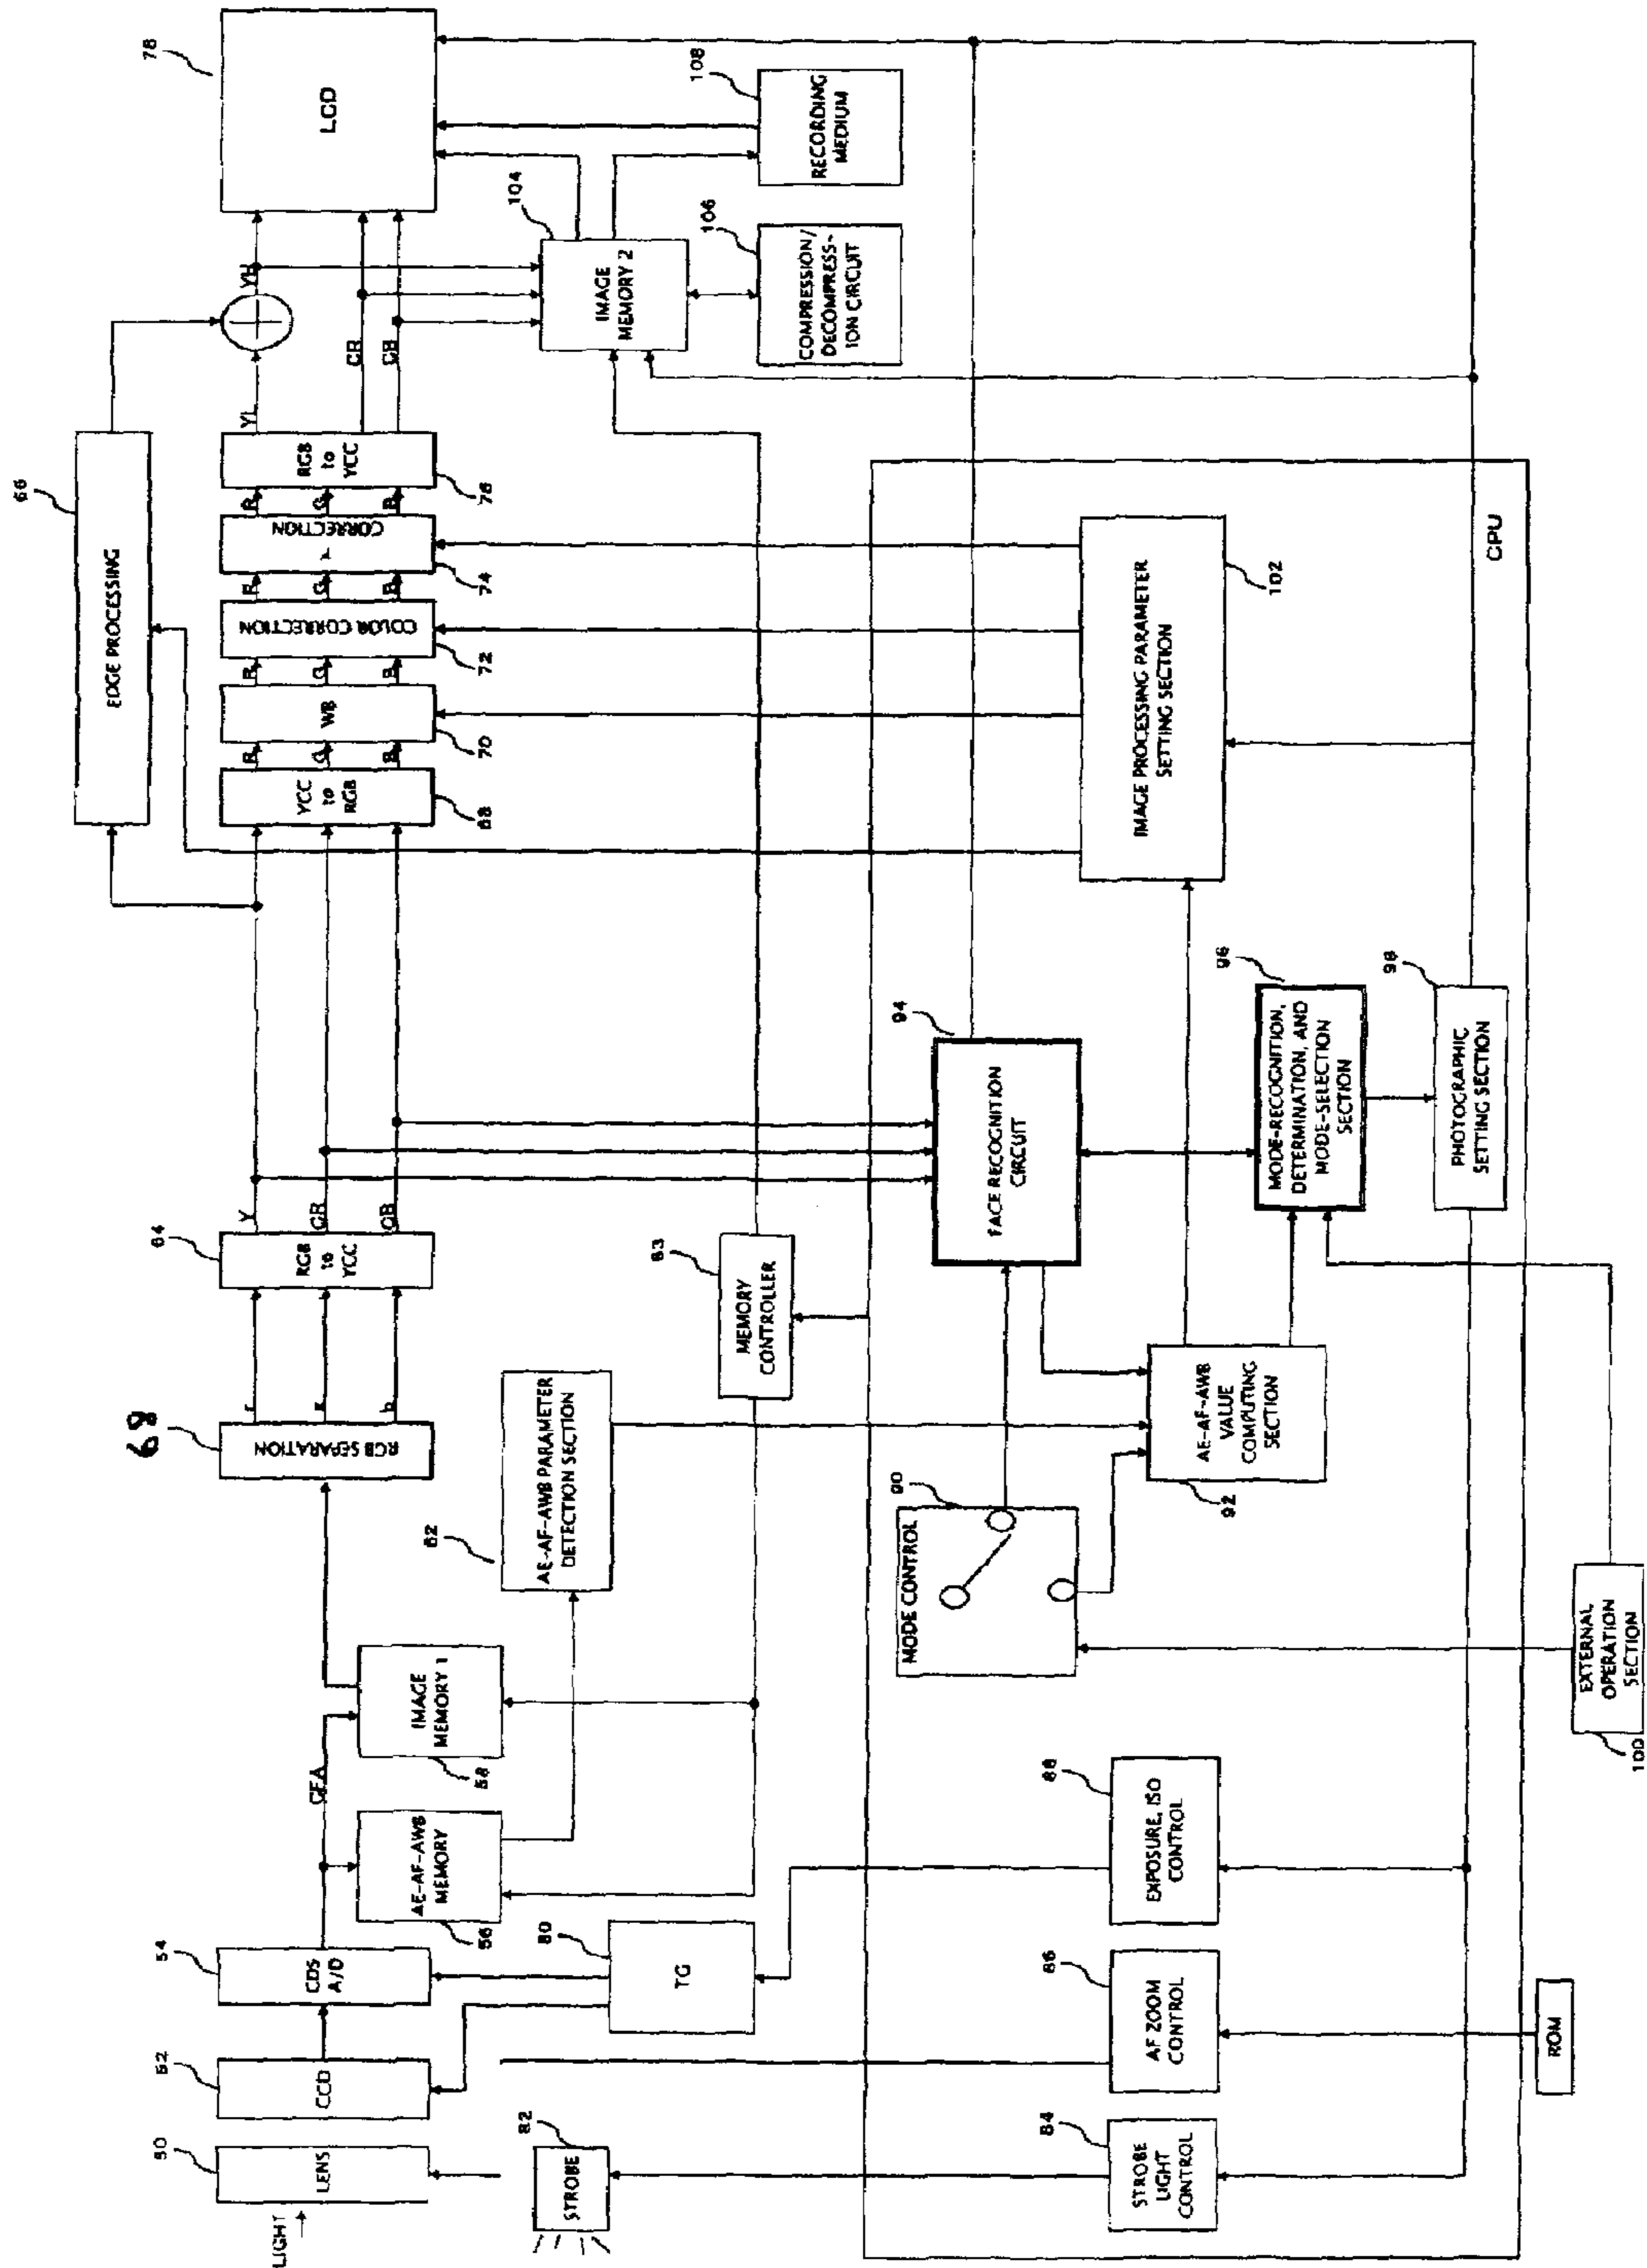 LIGHT
50
LENS
52
CCD
54
CDS
A/D
CFA
AE-AF-AWB
MEMORY
56
IMAGE
MEMORY 1
58
68
RGB SEPARATION
r
g
b
64
RGB
to
YCC
Y
CR
CB
66
EDGE PROCESSING
YCC
to
RGB
68
R
G
B
WB
70
R
G
B
COLOR CORRECTION
72
R
G
B
CORRECTION
74
R
G
B
RGB
to
YCC
76
YL
YH
CR
CB
LCD
78
82
STROBE
80
TG
62
AE-AF-AWB PARAMETER
DETECTION SECTION
63
MEMORY
CONTROLLER
104
IMAGE
MEMORY 2
106
COMPRESSION/
DECOMPRESS-
ION CIRCUIT
108
RECORDING
MEDIUM
84
STROBE
LIGHT
CONTROL
86
AF ZOOM
CONTROL
88
EXPOSURE, ISO
CONTROL
MODE CONTROL
90
AE-AF-AWB
VALUE
COMPUTING
SECTION
92
94
FACE RECOGNITION
CIRCUIT
96
MODE-RECOGNITION,
DETERMINATION, AND
MODE-SELECTION
SECTION
98
PHOTOGRAPHIC
SETTING SECTION
IMAGE PROCESSING PARAMETER
SETTING SECTION
102
CPU
ROM
EXTERNAL
OPERATION
SECTION
100